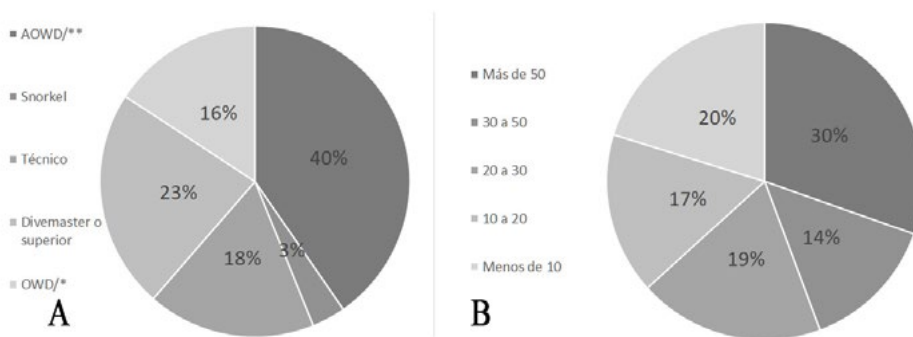 AOWD/**
Snorkel
Técnico
Divemaster o
superior
OWD/*
16%
40%
23%
18%
3%
A
Más de 50
30 a 50
20 a 30
10 a 20
Menos de 10
20%
30%
17%
14%
19%
B